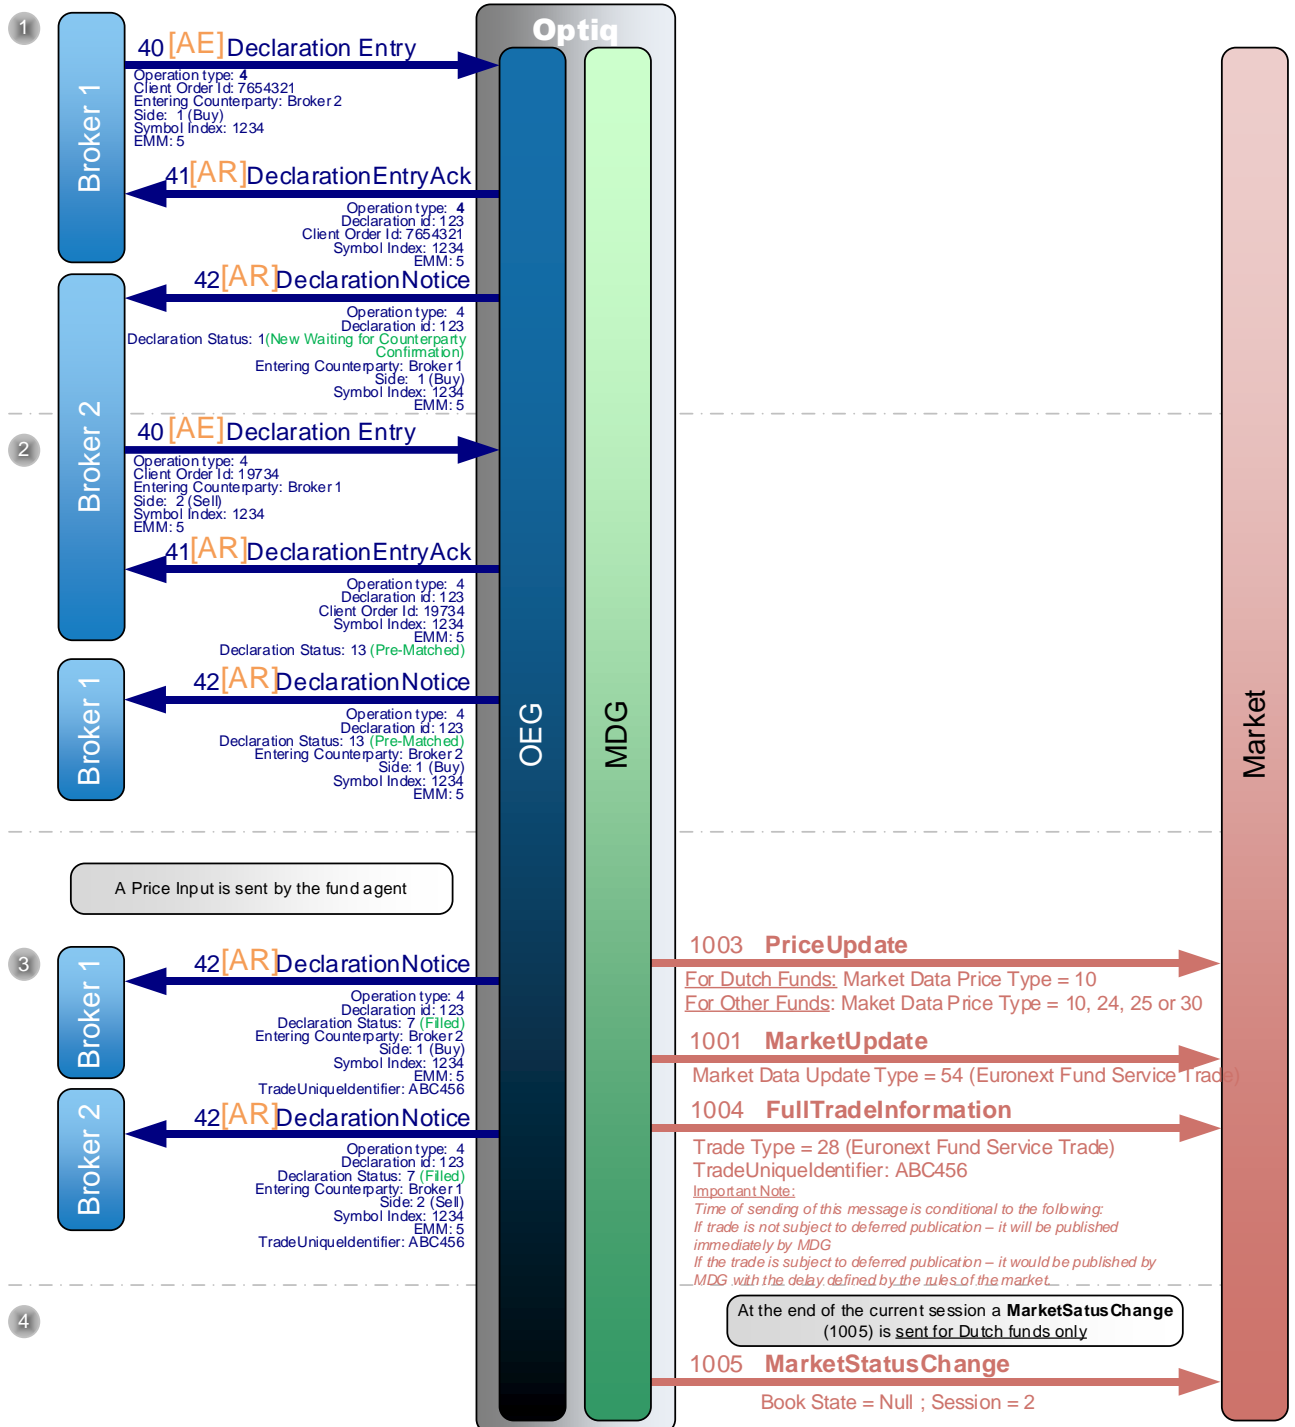 Optiq
1
Broker 1
40 [AE] Declaration Entry
Operation type: 4
Client Order Id: 7654321
Entering Counterparty: Broker 2
Side: 1 (Buy)
Symbol Index: 1234
EMM: 5
41 [AR] DeclarationEntryAck
Operation type: 4
Declaration id: 123
Client Order Id: 7654321
Symbol Index: 1234
EMM: 5
Broker 2
42 [AR] DeclarationNotice
Operation type: 4
Declaration id: 123
Declaration Status: 1(New Waiting for Counterparty
Confirmation)
Entering Counterparty: Broker 1
Side: 1 (Buy)
Symbol Index: 1234
EMM: 5
2
40 [AE] Declaration Entry
Operation type: 4
Client Order Id: 19734
Entering Counterparty: Broker 1
Side: 2 (Sell)
Symbol Index: 1234
EMM: 5
41 [AR] DeclarationEntryAck
Operation type: 4
Declaration id: 123
Client Order Id: 19734
Symbol Index: 1234
EMM: 5
Declaration Status: 13 (Pre-Matched)
Broker 1
42 [AR] DeclarationNotice
Operation type: 4
Declaration id: 123
Declaration Status: 13 (Pre-Matched)
Entering Counterparty: Broker 2
Side: 1 (Buy)
Symbol Index: 1234
EMM: 5
OEG
MDG
Market
A Price Input is sent by the fund agent
3
Broker 1
42 [AR] DeclarationNotice
Operation type: 4
Declaration id: 123
Declaration Status: 7 (Filled)
Entering Counterparty: Broker 2
Side: 1 (Buy)
Symbol Index: 1234
EMM: 5
TradeUniqueIdentifier: ABC456
Broker 2
42 [AR] DeclarationNotice
Operation type: 4
Declaration id: 123
Declaration Status: 7 (Filled)
Entering Counterparty: Broker 1
Side: 2 (Sell)
Symbol Index: 1234
EMM: 5
TradeUniqueIdentifier: ABC456
1003 PriceUpdate
For Dutch Funds: Market Data Price Type = 10
For Other Funds: Maket Data Price Type = 10, 24, 25 or 30
1001 MarketUpdate
Market Data Update Type = 54 (Euronext Fund Service Trade)
1004 FullTradeInformation
Trade Type = 28 (Euronext Fund Service Trade)
TradeUniqueIdentifier: ABC456
Important Note:
Time of sending of this message is conditional to the following:
If trade is not subject to deferred publication – it will be published
immediately by MDG
If the trade is subject to deferred publication – it would be published by
MDG with the delay defined by the rules of the market.
4
At the end of the current session a MarketSatusChange
(1005) is sent for Dutch funds only
1005 MarketStatusChange
Book State = Null ; Session = 2